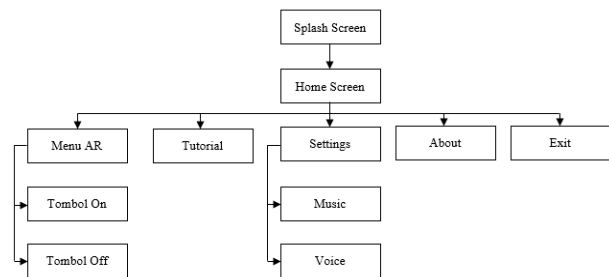 Splash Screen
Home Screen
Menu AR
Tutorial
Settings
About
Exit
Tombol On
Music
Tombol Off
Voice